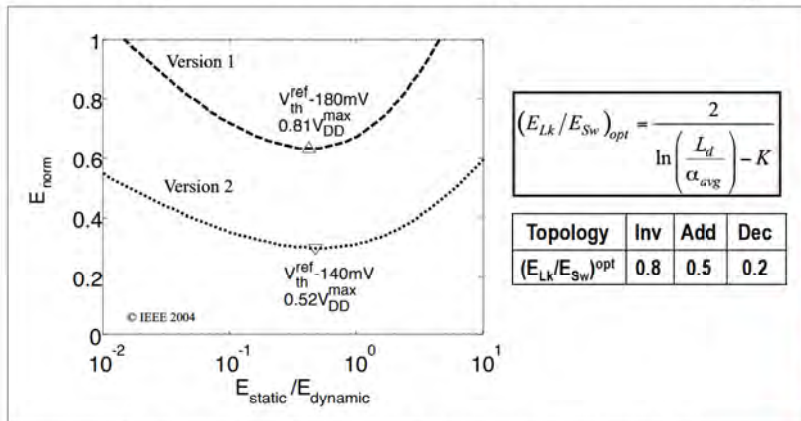 1
0.8
0.6
0.4
0.2
0
E_norm
Version 1
V_th^ref-180mV
0.81V_DD^max
Version 2
V_th^ref-140mV
0.52V_DD^max
© IEEE 2004
10^-2
10^-1
10^0
10^1
E_static/E_dynamic
(E_Lk/E_Sw)_opt = 2 / (ln(L_d/α_avg) - K)
Topology Inv Add Dec
(E_Lk/E_Sw)^opt 0.8 0.5 0.2